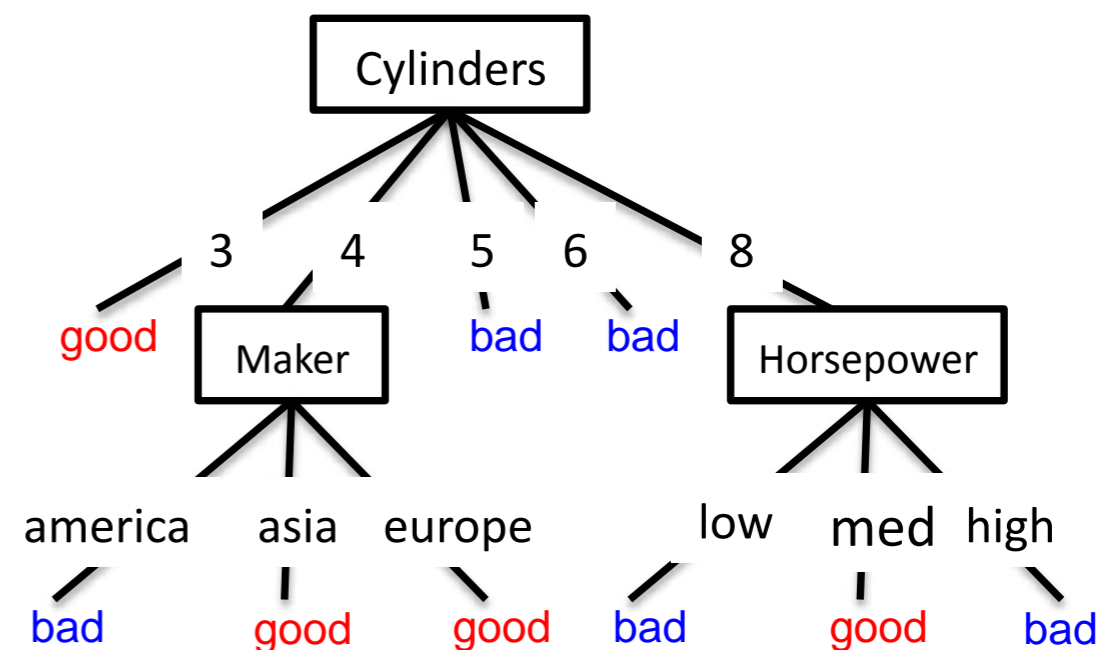 Cylinders
3 4 5 6 8
good Maker bad bad Horsepower
america asia europe low med high
bad good good bad good bad